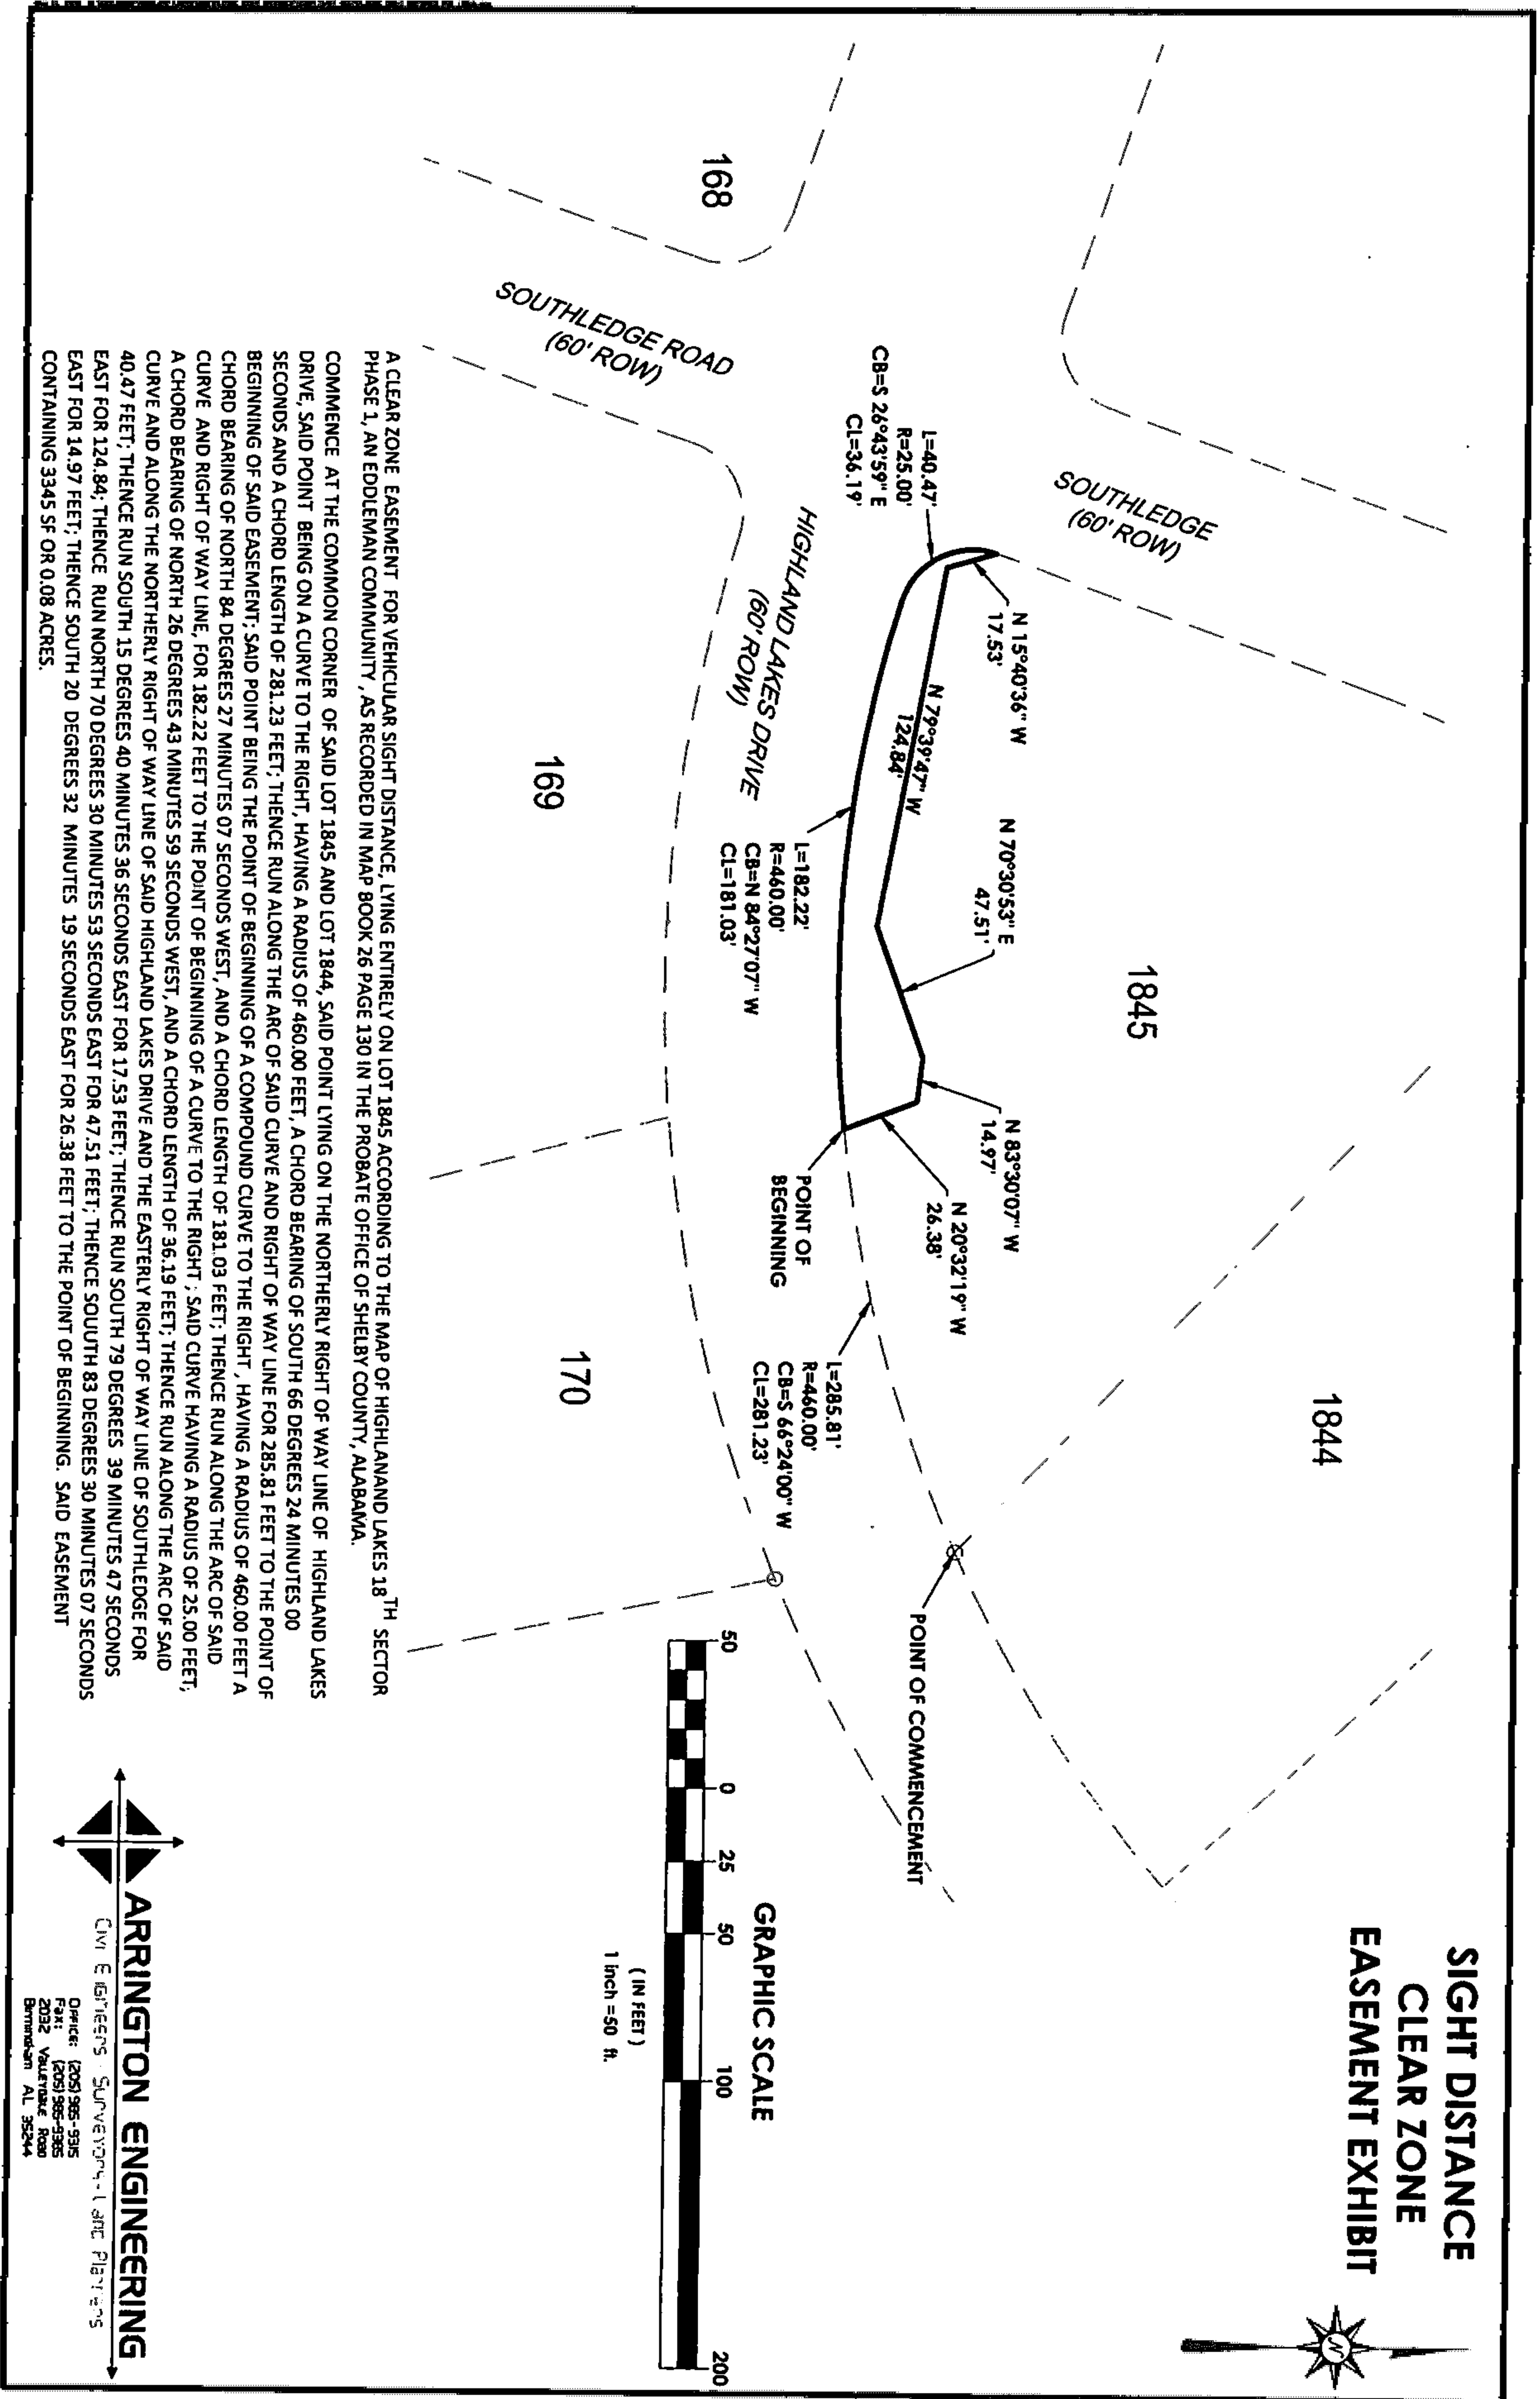 SIGHT DISTANCE
CLEAR ZONE
EASEMENT EXHIBIT
N
SOUTHLEDGE
(60' ROW)
1845
1844
N 15°40'36" W
17.53'
N 70°30'53" E
47.51'
N 83°30'07" W
14.97'
N 20°32'19" W
26.38'
N 79°39'47" W
124.84'
L=40.47'
R=25.00'
CB=S 26°43'59" E
CL=36.19'
POINT OF COMMENCEMENT
HIGHLAND LAKES DRIVE
(60' ROW)
L=182.22'
R=460.00'
CB=N 84°27'07" W
CL=181.03'
POINT OF
BEGINNING
L=285.81'
R=460.00'
CB=S 66°24'00" W
CL=281.23'
168
SOUTHLEDGE ROAD
(60' ROW)
169
170
GRAPHIC SCALE
50 0 25 50 100 200
( IN FEET )
1 inch = 50 ft.
A CLEAR ZONE EASEMENT FOR VEHICULAR SIGHT DISTANCE, LYING ENTIRELY ON LOT 1845 ACCORDING TO THE MAP OF HIGHLANAND LAKES 18TH SECTOR
PHASE 1, AN EDDLEMAN COMMUNITY, AS RECORDED IN MAP BOOK 26 PAGE 130 IN THE PROBATE OFFICE OF SHELBY COUNTY, ALABAMA.
COMMENCE AT THE COMMON CORNER OF SAID LOT 1845 AND LOT 1844, SAID POINT LYING ON THE NORTHERLY RIGHT OF WAY LINE OF HIGHLAND LAKES
DRIVE, SAID POINT BEING ON A CURVE TO THE RIGHT, HAVING A RADIUS OF 460.00 FEET, A CHORD BEARING OF SOUTH 66 DEGREES 24 MINUTES 00
SECONDS AND A CHORD LENGTH OF 281.23 FEET; THENCE RUN ALONG THE ARC OF SAID CURVE AND RIGHT OF WAY LINE FOR 285.81 FEET TO THE POINT OF
BEGINNING OF SAID EASEMENT; SAID POINT BEING THE POINT OF BEGINNING OF A COMPOUND CURVE TO THE RIGHT, HAVING A RADIUS OF 460.00 FEET A
CHORD BEARING OF NORTH 84 DEGREES 27 MINUTES 07 SECONDS WEST, AND A CHORD LENGTH OF 181.03 FEET; THENCE RUN ALONG THE ARC OF SAID
CURVE AND RIGHT OF WAY LINE, FOR 182.22 FEET TO THE POINT OF BEGINNING OF A CURVE TO THE RIGHT; SAID CURVE HAVING A RADIUS OF 25.00 FEET;
A CHORD BEARING OF NORTH 26 DEGREES 43 MINUTES 59 SECONDS WEST, AND A CHORD LENGTH OF 36.19 FEET; THENCE RUN ALONG THE ARC OF SAID
CURVE AND ALONG THE NORTHERLY RIGHT OF WAY LINE OF SAID HIGHLAND LAKES DRIVE AND THE EASTERLY RIGHT OF WAY LINE OF SOUTHLEDGE FOR
40.47 FEET; THENCE RUN SOUTH 15 DEGREES 40 MINUTES 36 SECONDS EAST FOR 17.53 FEET; THENCE RUN SOUTH 79 DEGREES 39 MINUTES 47 SECONDS
EAST FOR 124.84; THENCE RUN NORTH 70 DEGREES 30 MINUTES 53 SECONDS EAST FOR 47.51 FEET; THENCE SOUUTH 83 DEGREES 30 MINUTES 07 SECONDS
EAST FOR 14.97 FEET; THENCE SOUTH 20 DEGREES 32 MINUTES 19 SECONDS EAST FOR 26.38 FEET TO THE POINT OF BEGINNING. SAID EASEMENT
CONTAINING 3345 SF OR 0.08 ACRES.
ARRINGTON ENGINEERING
Civil Engineers - Surveyors - Land Planners
Office: (205) 985-9315
Fax: (205) 985-9385
2032 Valleydale Road
Birmingham AL 35244